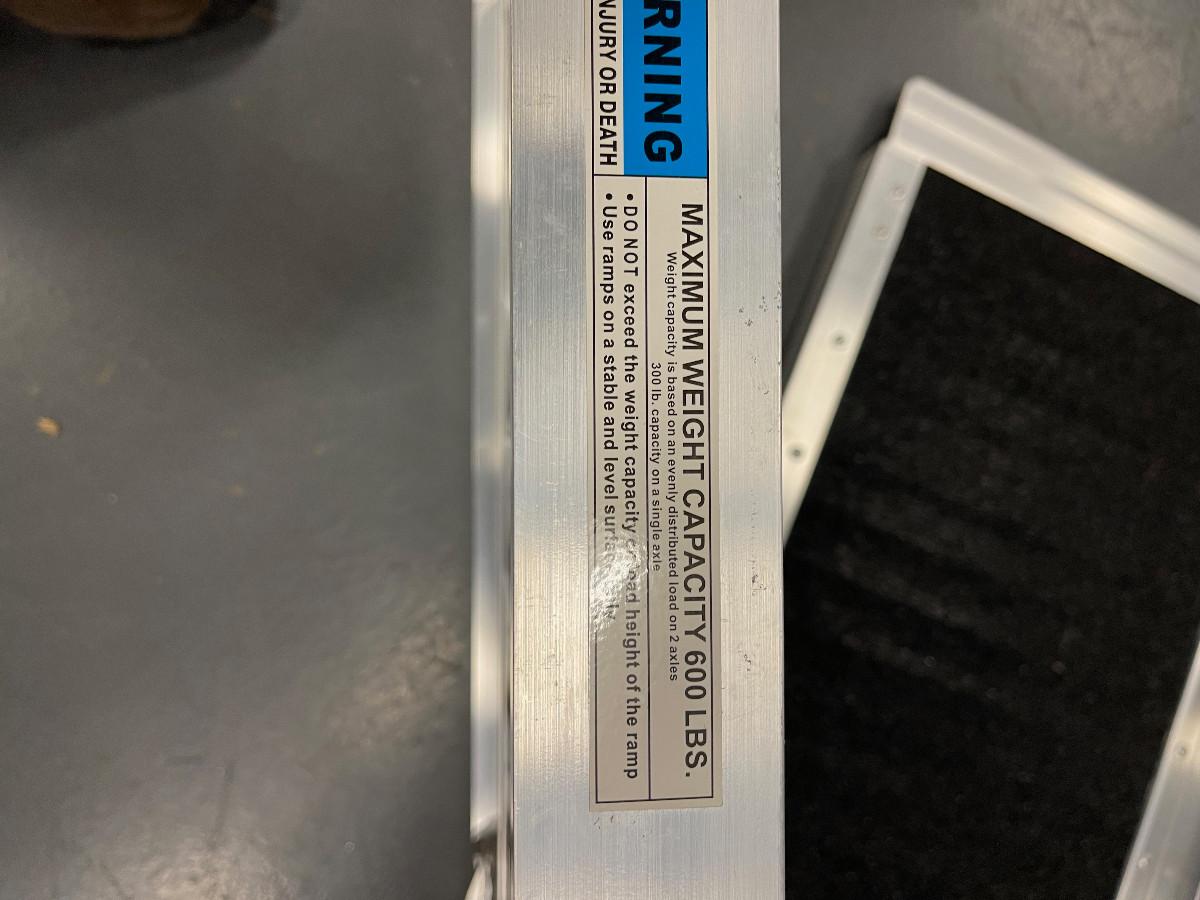 RNING
NJURY OR DEATH
MAXIMUM WEIGHT CAPACITY 600 LBS.
Weight capacity is based on an evenly distributed load on 2 axles
300 lb. capacity on a single axle
• DO NOT exceed the weight capacity load height of the ramp
• Use ramps on a stable and level